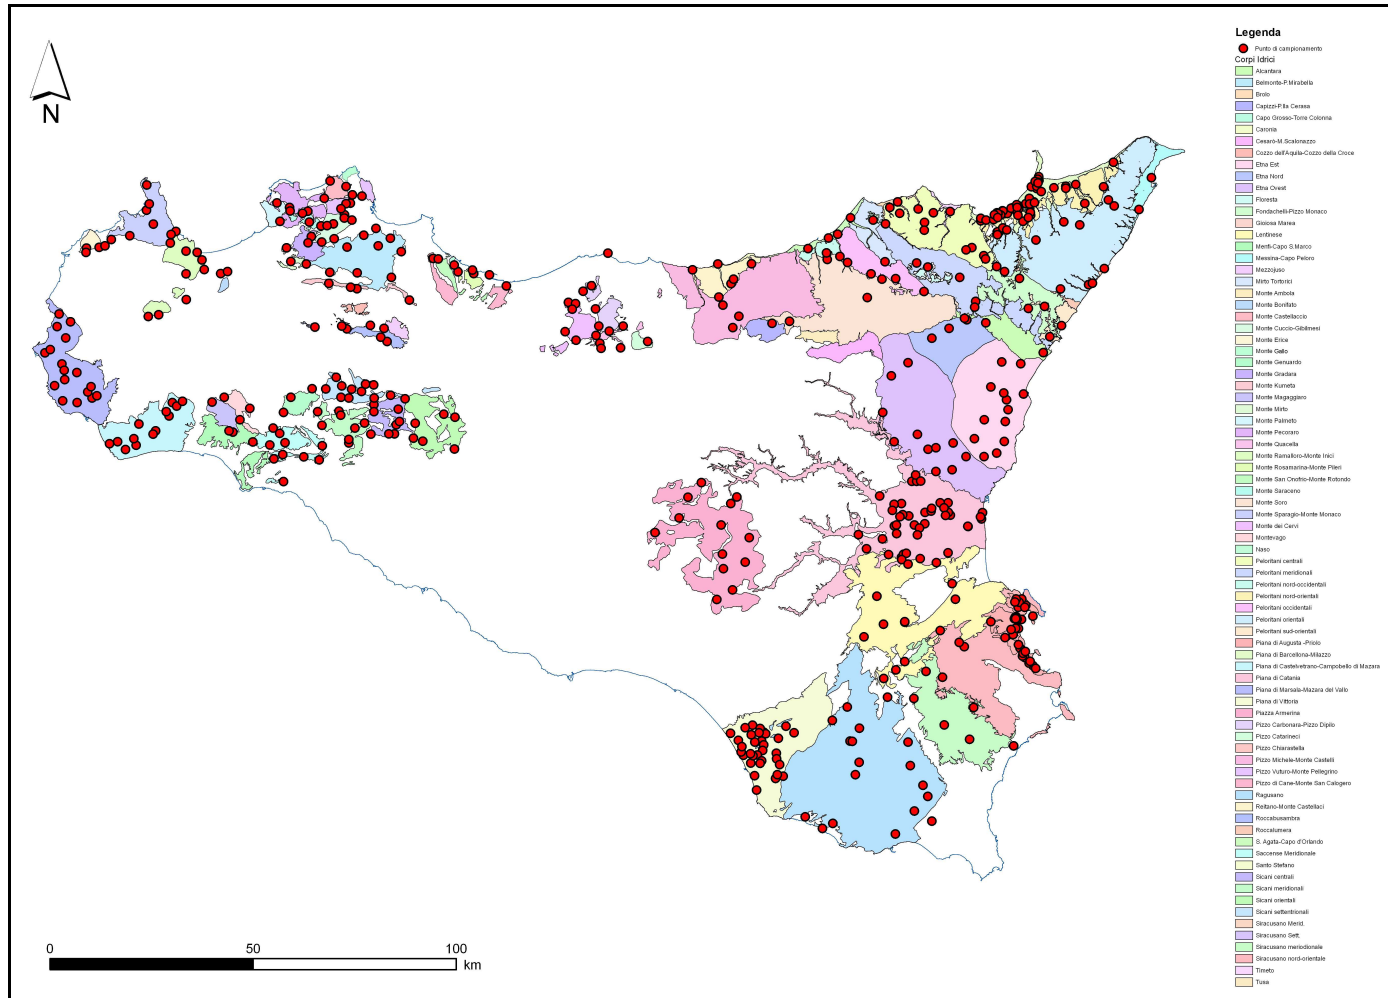 N
Legenda
Punto di campionamento
Corpi Idrici
Alcantara
Belmonte-P.Mirabella
Brolo
Capizzi-P.lla Cerasa
Capo Grosso-Torre Colonna
Caronia
Cesarò-M.Scalonazzo
Cozzo dell'Aquila-Cozzo della Croce
Etna Est
Etna Nord
Etna Ovest
Floresta
Fondachelli-Pizzo Monaco
Gioiosa Marea
Lentinese
Menfi-Capo S.Marco
Messina-Capo Peloro
Mezzojuso
Mirto Tortorici
Monte Ambola
Monte Bonifato
Monte Castellaccio
Monte Cuccio-Gibilmesi
Monte Erice
Monte Gallo
Monte Genuardo
Monte Gradara
Monte Kumeta
Monte Magaggiaro
Monte Mirto
Monte Palmeto
Monte Pecoraro
Monte Quacella
Monte Ramalloro-Monte Inici
Monte Rosamarina-Monte Pileri
Monte San Onofrio-Monte Rotondo
Monte Saraceno
Monte Soro
Monte Sparagio-Monte Monaco
Monte dei Cervi
Montevago
Naso
Peloritani centrali
Peloritani meridionali
Peloritani nord-occidentali
Peloritani nord-orientali
Peloritani occidentali
Peloritani orientali
Peloritani sud-orientali
Piana di Augusta -Priolo
Piana di Barcellona-Milazzo
Piana di Castelvetrano-Campobello di Mazara
Piana di Catania
Piana di Marsala-Mazara del Vallo
Piana di Vittoria
Piazza Armerina
Pizzo Carbonara-Pizzo Dipilo
Pizzo Catarineci
Pizzo Chiarastella
Pizzo Michele-Monte Castelli
Pizzo Vuturo-Monte Pellegrino
Pizzo di Cane-Monte San Calogero
Ragusano
Reitano-Monte Castellaci
Roccabusambra
Roccalumera
S. Agata-Capo d'Orlando
Saccense Meridionale
Santo Stefano
Sicani centrali
Sicani meridionali
Sicani orientali
Sicani settentrionali
Siracusano Merid.
Siracusano Sett.
Siracusano meriodionale
Siracusano nord-orientale
Timeto
Tusa
0 50 100
km